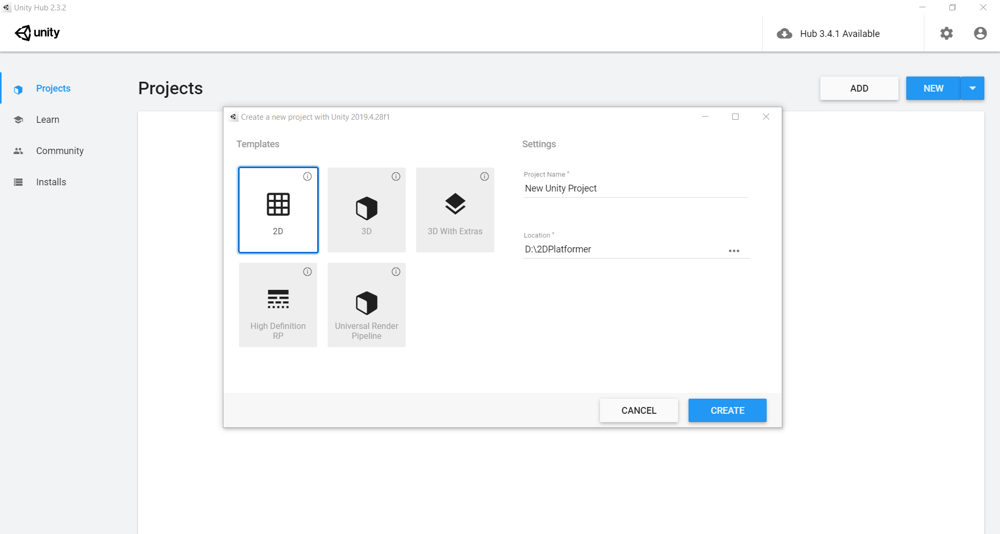 Unity Hub 2.3.2
unity
Hub 3.4.1 Available
Projects
Learn
Community
Installs
Projects
ADD
NEW
Create a new project with Unity 2019.4.28f1
Templates
2D
3D
3D With Extras
High Definition
RP
Universal Render
Pipeline
Settings
Project Name *
New Unity Project
Location *
D:\2DPlatformer
CANCEL
CREATE